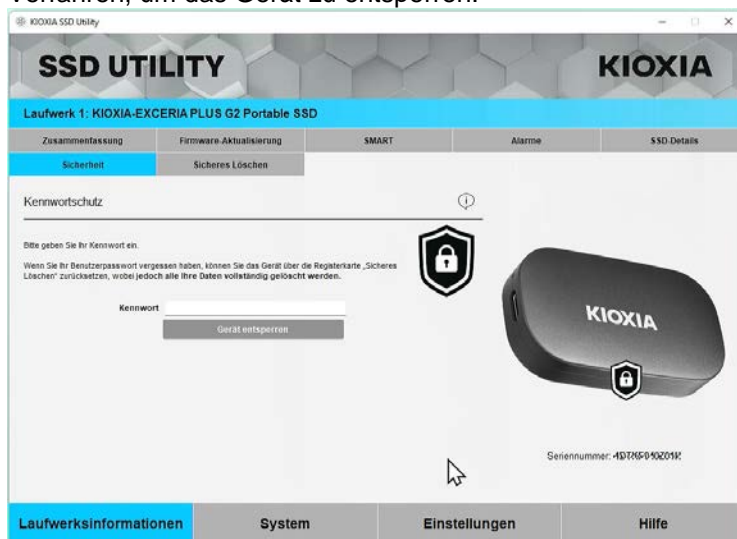 Verfahren, um das Gerät zu entsperren.
KIOXIA SSD Utility
SSD UTILITY
KIOXIA
Laufwerk 1: KIOXIA-EXCERIA PLUS G2 Portable SSD
Zusammenfassung
Firmware-Aktualisierung
SMART
Alarme
SSD-Details
Sicherheit
Sicheres Löschen
Kennwortschutz
Bitte geben Sie Ihr Kennwort ein.
Wenn Sie Ihr Benutzerpasswort vergessen haben, können Sie das Gerät über die Registerkarte „Sicheres
Löschen“ zurücksetzen, wobei jedoch alle Ihre Daten vollständig gelöscht werden.
Kennwort
Gerät entsperren
KIOXIA
Seriennummer:
Laufwerksinformationen
System
Einstellungen
Hilfe